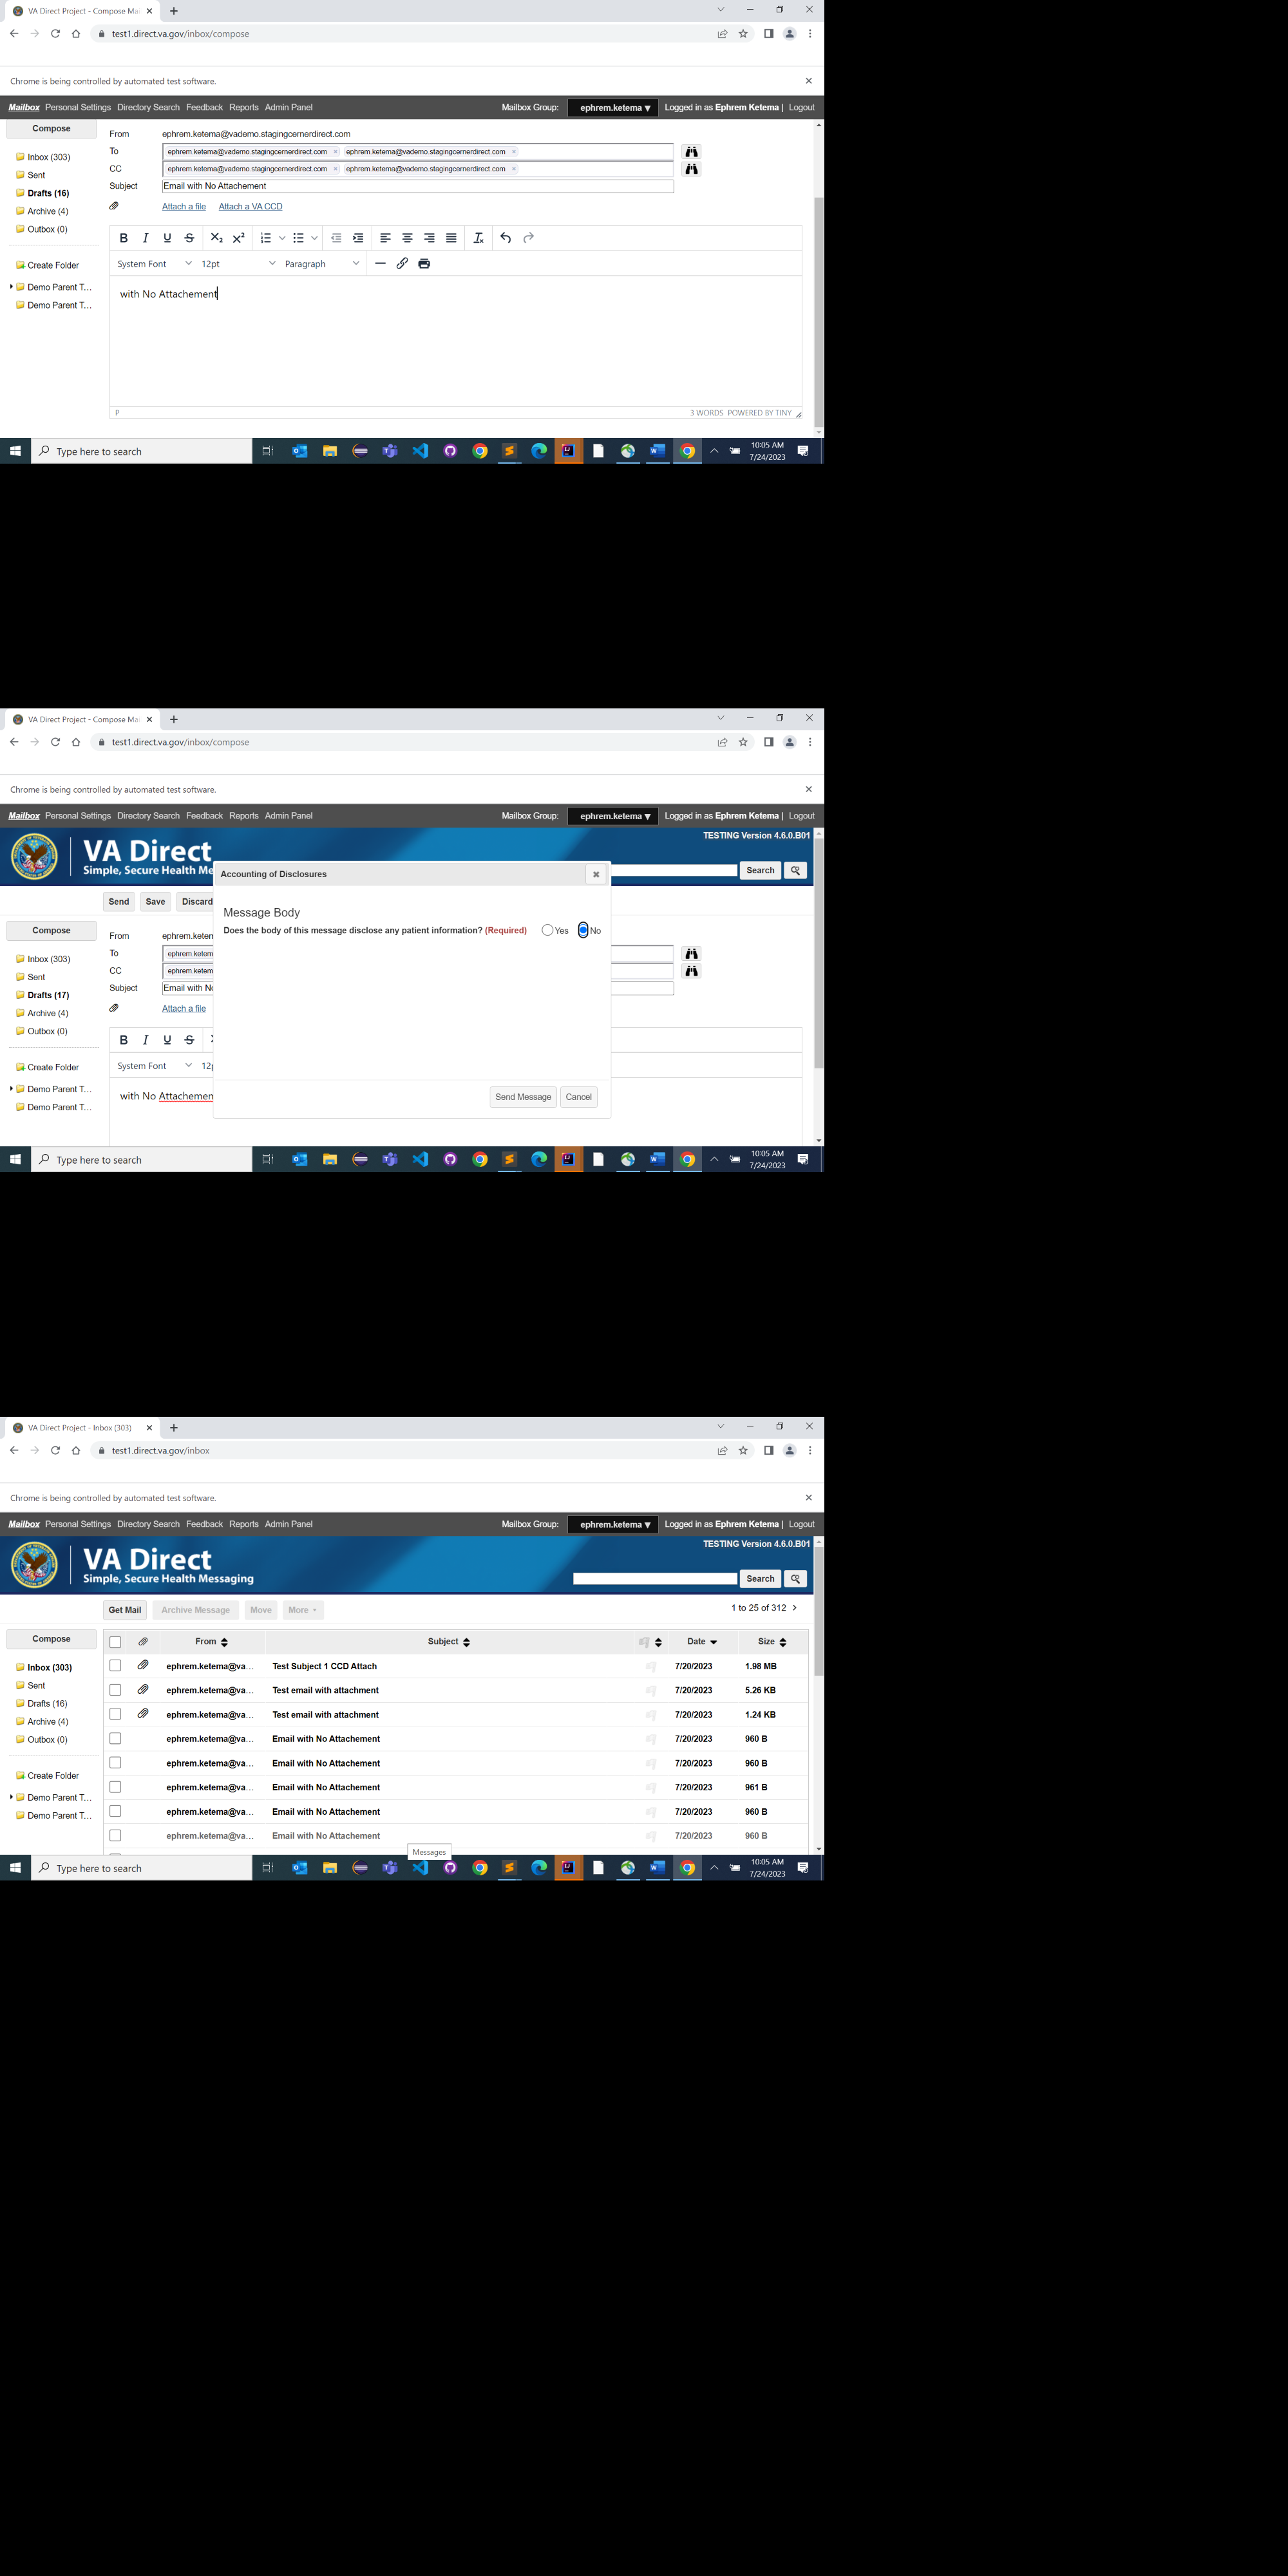 VA Direct Project - Compose Ma
test1.direct.va.gov/inbox/compose
Chrome is being controlled by automated test software.
Mailbox Personal Settings Directory Search Feedback Reports Admin Panel Mailbox Group: ephrem.ketema ▼ Logged in as Ephrem Ketema | Logout
Compose
From ephrem.ketema@vademo.stagingcernerdirect.com
Inbox (303)
To ephrem.ketema@vademo.stagingcernerdirect.com × ephrem.ketema@vademo.stagingcernerdirect.com ×
Sent
CC ephrem.ketema@vademo.stagingcernerdirect.com × ephrem.ketema@vademo.stagingcernerdirect.com ×
Drafts (16)
Subject Email with No Attachement
Archive (4)
Attach a file Attach a VA CCD
Outbox (0)
Create Folder
System Font 12pt Paragraph
Demo Parent T...
with No Attachement
Demo Parent T...
P 3 WORDS POWERED BY TINY
Type here to search
10:05 AM
7/24/2023
VA Direct Project - Compose Ma
test1.direct.va.gov/inbox/compose
Chrome is being controlled by automated test software.
Mailbox Personal Settings Directory Search Feedback Reports Admin Panel Mailbox Group: ephrem.ketema ▼ Logged in as Ephrem Ketema | Logout
TESTING Version 4.6.0.B01
VA Direct
Simple, Secure Health Me
Search
Accounting of Disclosures
Send Save Discard
Message Body
Does the body of this message disclose any patient information? (Required) Yes No
Send Message Cancel
Compose
From ephrem.keten
Inbox (303)
To ephrem.ketem
Sent
CC ephrem.ketem
Drafts (17)
Subject Email with No
Archive (4)
Attach a file
Outbox (0)
Create Folder
System Font 12p
Demo Parent T...
with No Attachemen
Demo Parent T...
Type here to search
10:05 AM
7/24/2023
VA Direct Project - Inbox (303)
test1.direct.va.gov/inbox
Chrome is being controlled by automated test software.
Mailbox Personal Settings Directory Search Feedback Reports Admin Panel Mailbox Group: ephrem.ketema ▼ Logged in as Ephrem Ketema | Logout
TESTING Version 4.6.0.B01
VA Direct
Simple, Secure Health Messaging
Search
Get Mail Archive Message Move More 1 to 25 of 312
Compose
Inbox (303)
Sent
Drafts (16)
Archive (4)
Outbox (0)
Create Folder
Demo Parent T...
Demo Parent T...
From Subject Date Size
ephrem.ketema@va... Test Subject 1 CCD Attach 7/20/2023 1.98 MB
ephrem.ketema@va... Test email with attachment 7/20/2023 5.26 KB
ephrem.ketema@va... Test email with attachment 7/20/2023 1.24 KB
ephrem.ketema@va... Email with No Attachement 7/20/2023 960 B
ephrem.ketema@va... Email with No Attachement 7/20/2023 960 B
ephrem.ketema@va... Email with No Attachement 7/20/2023 961 B
ephrem.ketema@va... Email with No Attachement 7/20/2023 960 B
ephrem.ketema@va... Email with No Attachement 7/20/2023 960 B
Messages
Type here to search
10:05 AM
7/24/2023